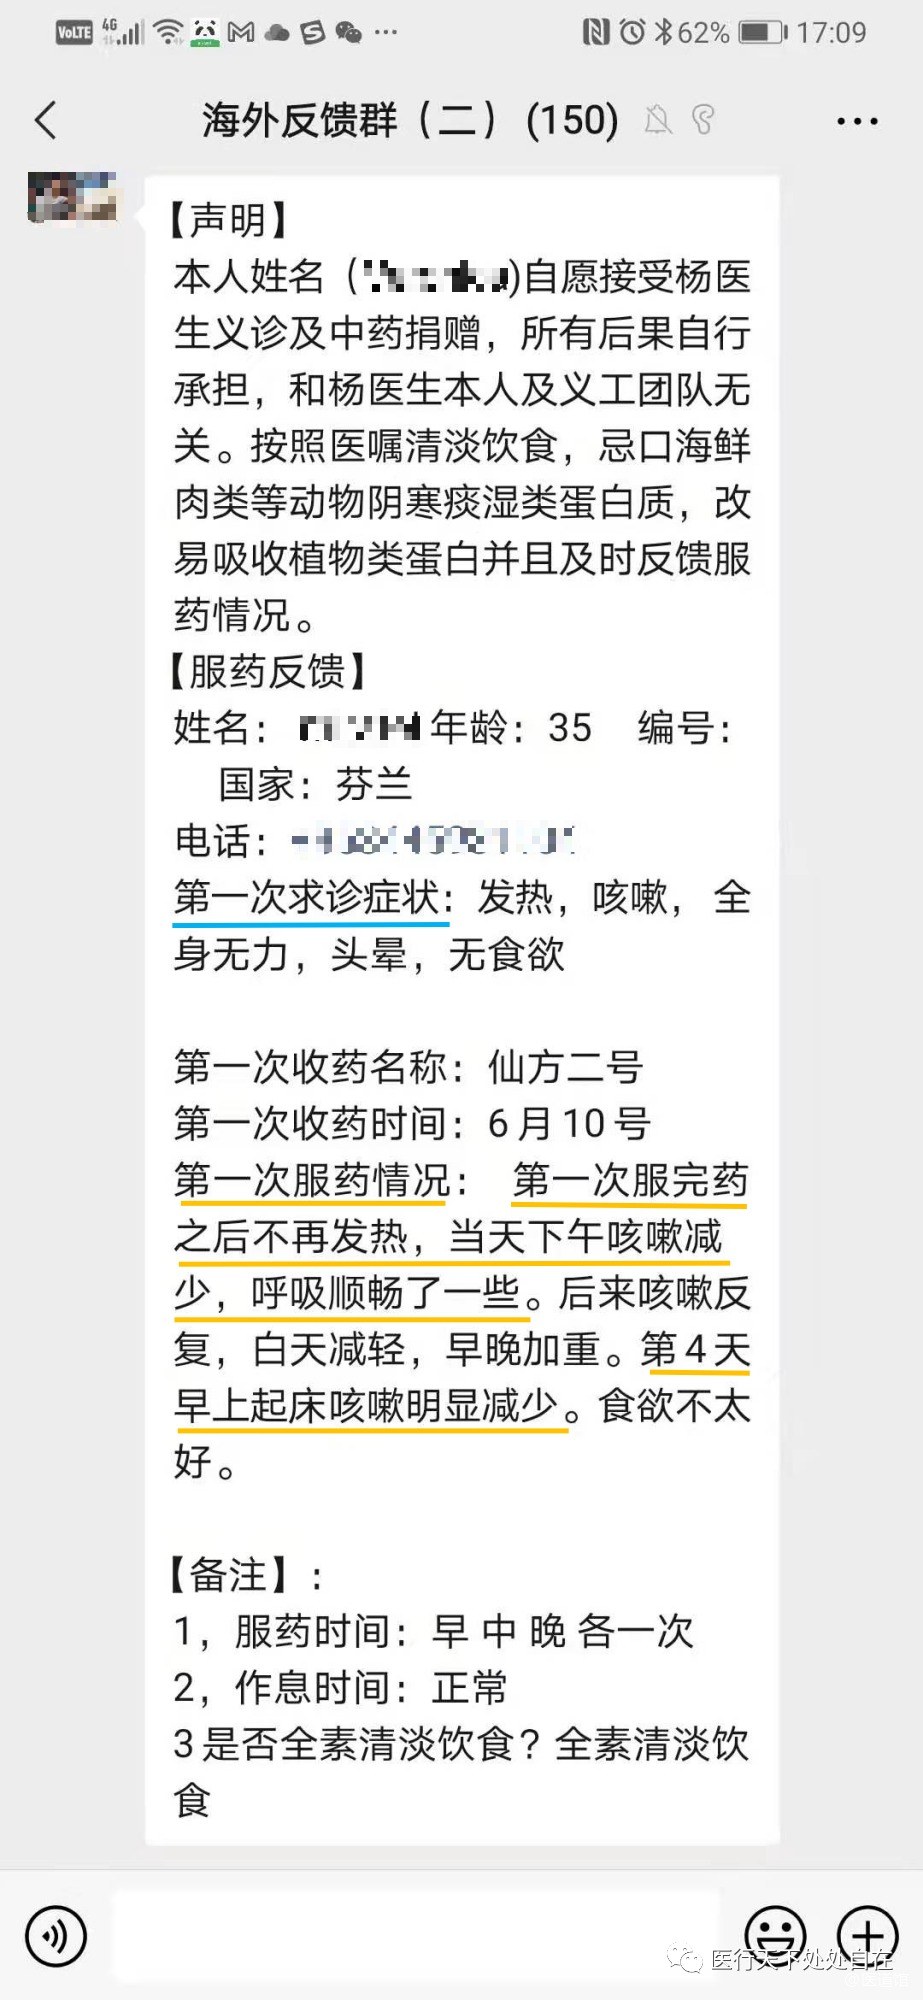 VoLTE 4G 62% 17:09
海外反馈群（二）(150)
【声明】
本人姓名（)自愿接受杨医
生义诊及中药捐赠，所有后果自行
承担，和杨医生本人及义工团队无
关。按照医嘱清淡饮食，忌口海鲜
肉类等动物阴寒痰湿类蛋白质，改
易吸收植物类蛋白并且及时反馈服
药情况。
【服药反馈】
姓名： 年龄：35 编号：
国家：芬兰
电话：
第一次求诊症状：发热，咳嗽，全
身无力，头晕，无食欲
第一次收药名称：仙方二号
第一次收药时间：6月10号
第一次服药情况： 第一次服完药
之后不再发热，当天下午咳嗽减
少，呼吸顺畅了一些。后来咳嗽反
复，白天减轻，早晚加重。第4天
早上起床咳嗽明显减少。食欲不太
好。
【备注】:
1，服药时间：早 中 晚 各一次
2，作息时间：正常
3是否全素清淡饮食？全素清淡饮
食
医行天下处处自在